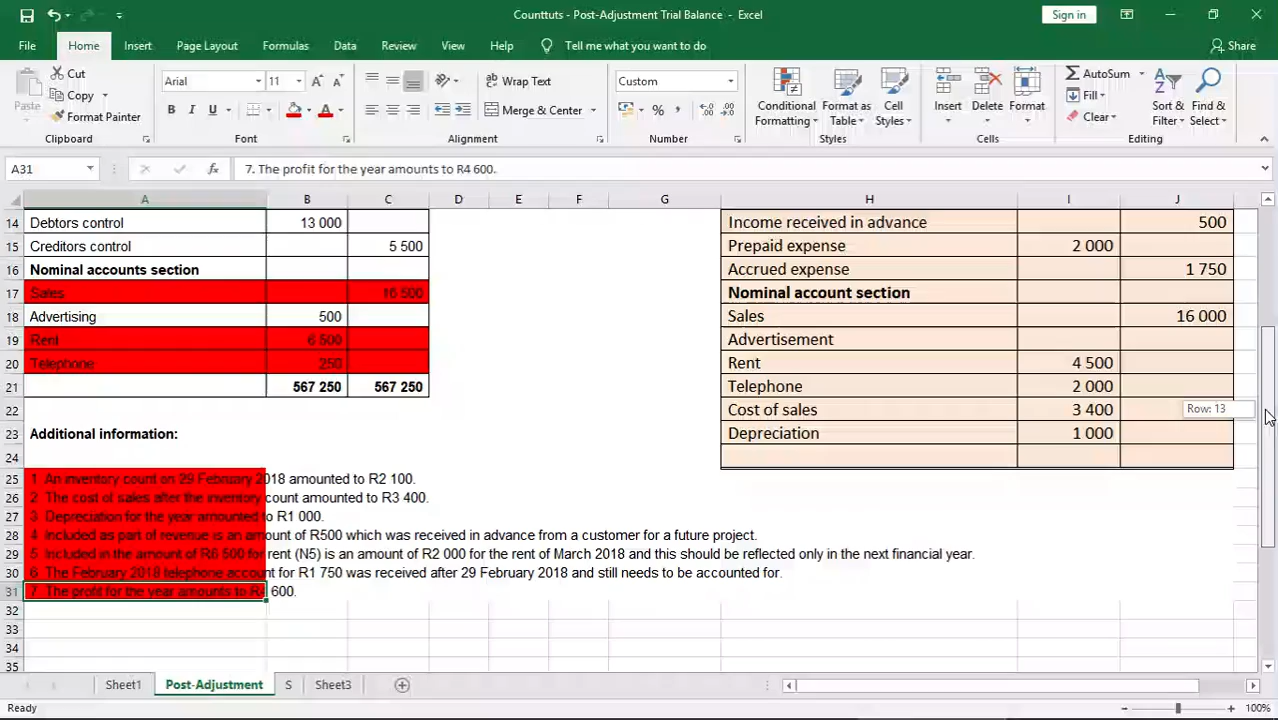 Counttuts - Post-Adjustment Trial Balance - Excel
Sign in
File Home Insert Page Layout Formulas Data Review View Help Tell me what you want to do Share
Paste
Cut
Copy
Format Painter
Clipboard
Arial 11 A A
B I U
Font
Wrap Text
Merge & Center
Alignment
Custom
% , .0 .00 .00 .0
Number
Conditional Formatting
Format as Table
Cell Styles
Styles
Insert
Delete
Format
Cells
AutoSum
Fill
Clear
Sort & Filter
Find & Select
Editing
A31 fx 7. The profit for the year amounts to R4 600.
A B C D E F G H I J
14 Debtors control 13 000 Income received in advance 500
15 Creditors control 5 500 Prepaid expense 2 000
16 Nominal accounts section Accrued expense 1 750
17 Sales 16 500 Nominal account section
18 Advertising 500 Sales 16 000
19 Rent 6 500 Advertisement
20 Telephone 250 Rent 4 500
21 567 250 567 250 Telephone 2 000
22 Cost of sales 3 400
Row: 13
23 Additional information: Depreciation 1 000
24
25 1 An inventory count on 29 February 2018 amounted to R2 100.
26 2 The cost of sales after the inventory count amounted to R3 400.
27 3 Depreciation for the year amounted to R1 000.
28 4 Included as part of revenue is an amount of R500 which was received in advance from a customer for a future project.
29 5 Included in the amount of R6 500 for rent (N5) is an amount of R2 000 for the rent of March 2018 and this should be reflected only in the next financial year.
30 6 The February 2018 telephone account for R1 750 was received after 29 February 2018 and still needs to be accounted for.
31 7 The profit for the year amounts to R4 600.
32
33
34
35
Sheet1 Post-Adjustment S Sheet3
Ready 100%